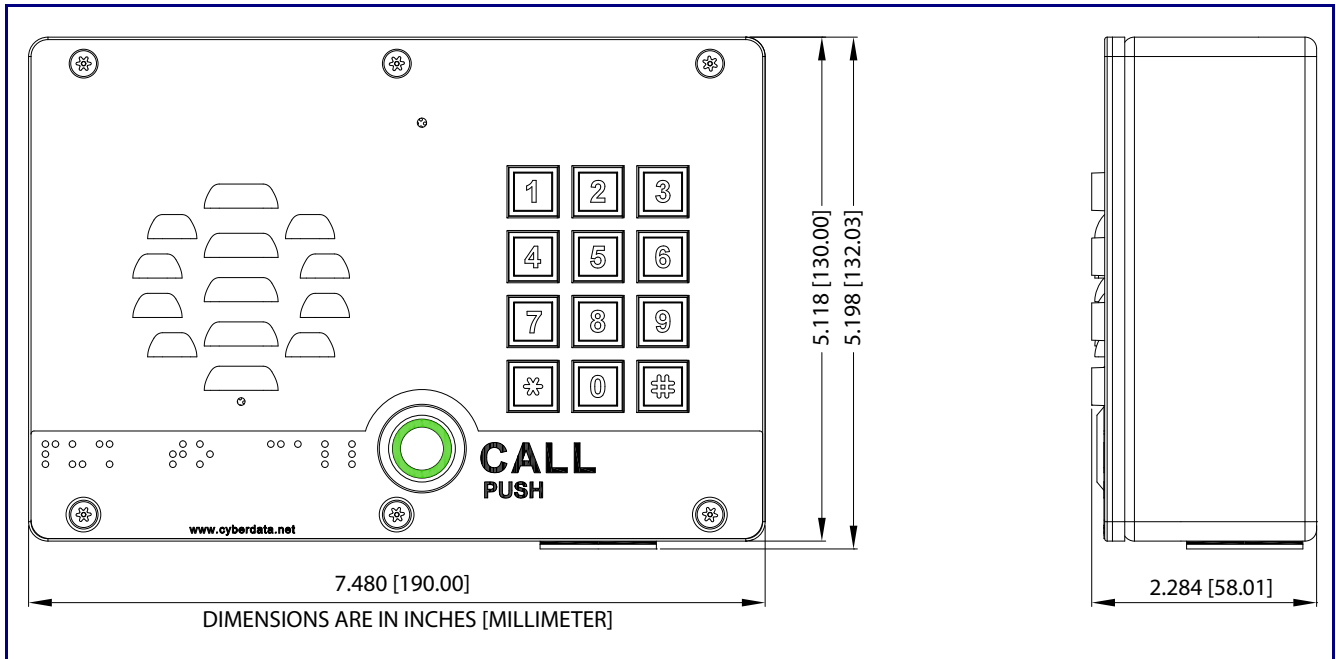 1 2 3
4 5 6
7 8 9
* 0 #
CALL
PUSH
www.cyberdata.net
5.118 [130.00]
5.198 [132.03]
7.480 [190.00]
2.284 [58.01]
DIMENSIONS ARE IN INCHES [MILLIMETER]